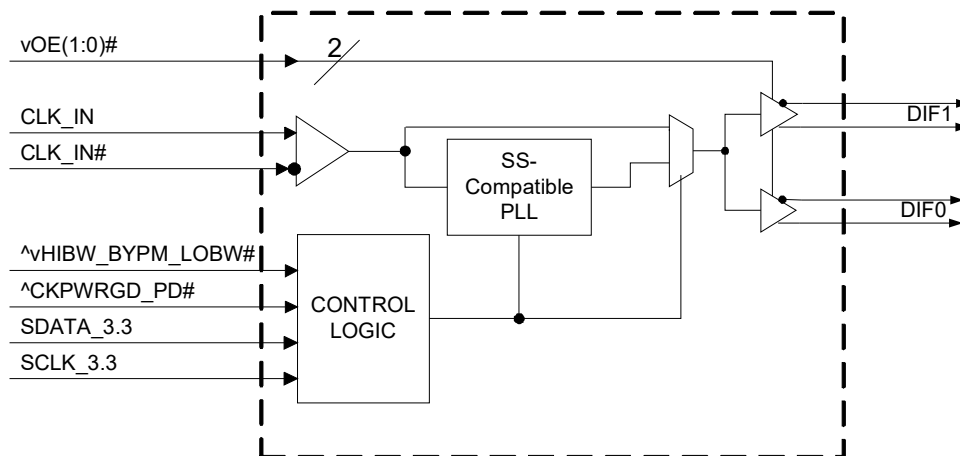 vOE(1:0)#
2
CLK_IN
CLK_IN#
DIF1
SS-
Compatible
PLL
DIF0
^vHIBW_BYPM_LOBW#
^CKPWRGD_PD#
SDATA_3.3
SCLK_3.3
CONTROL
LOGIC